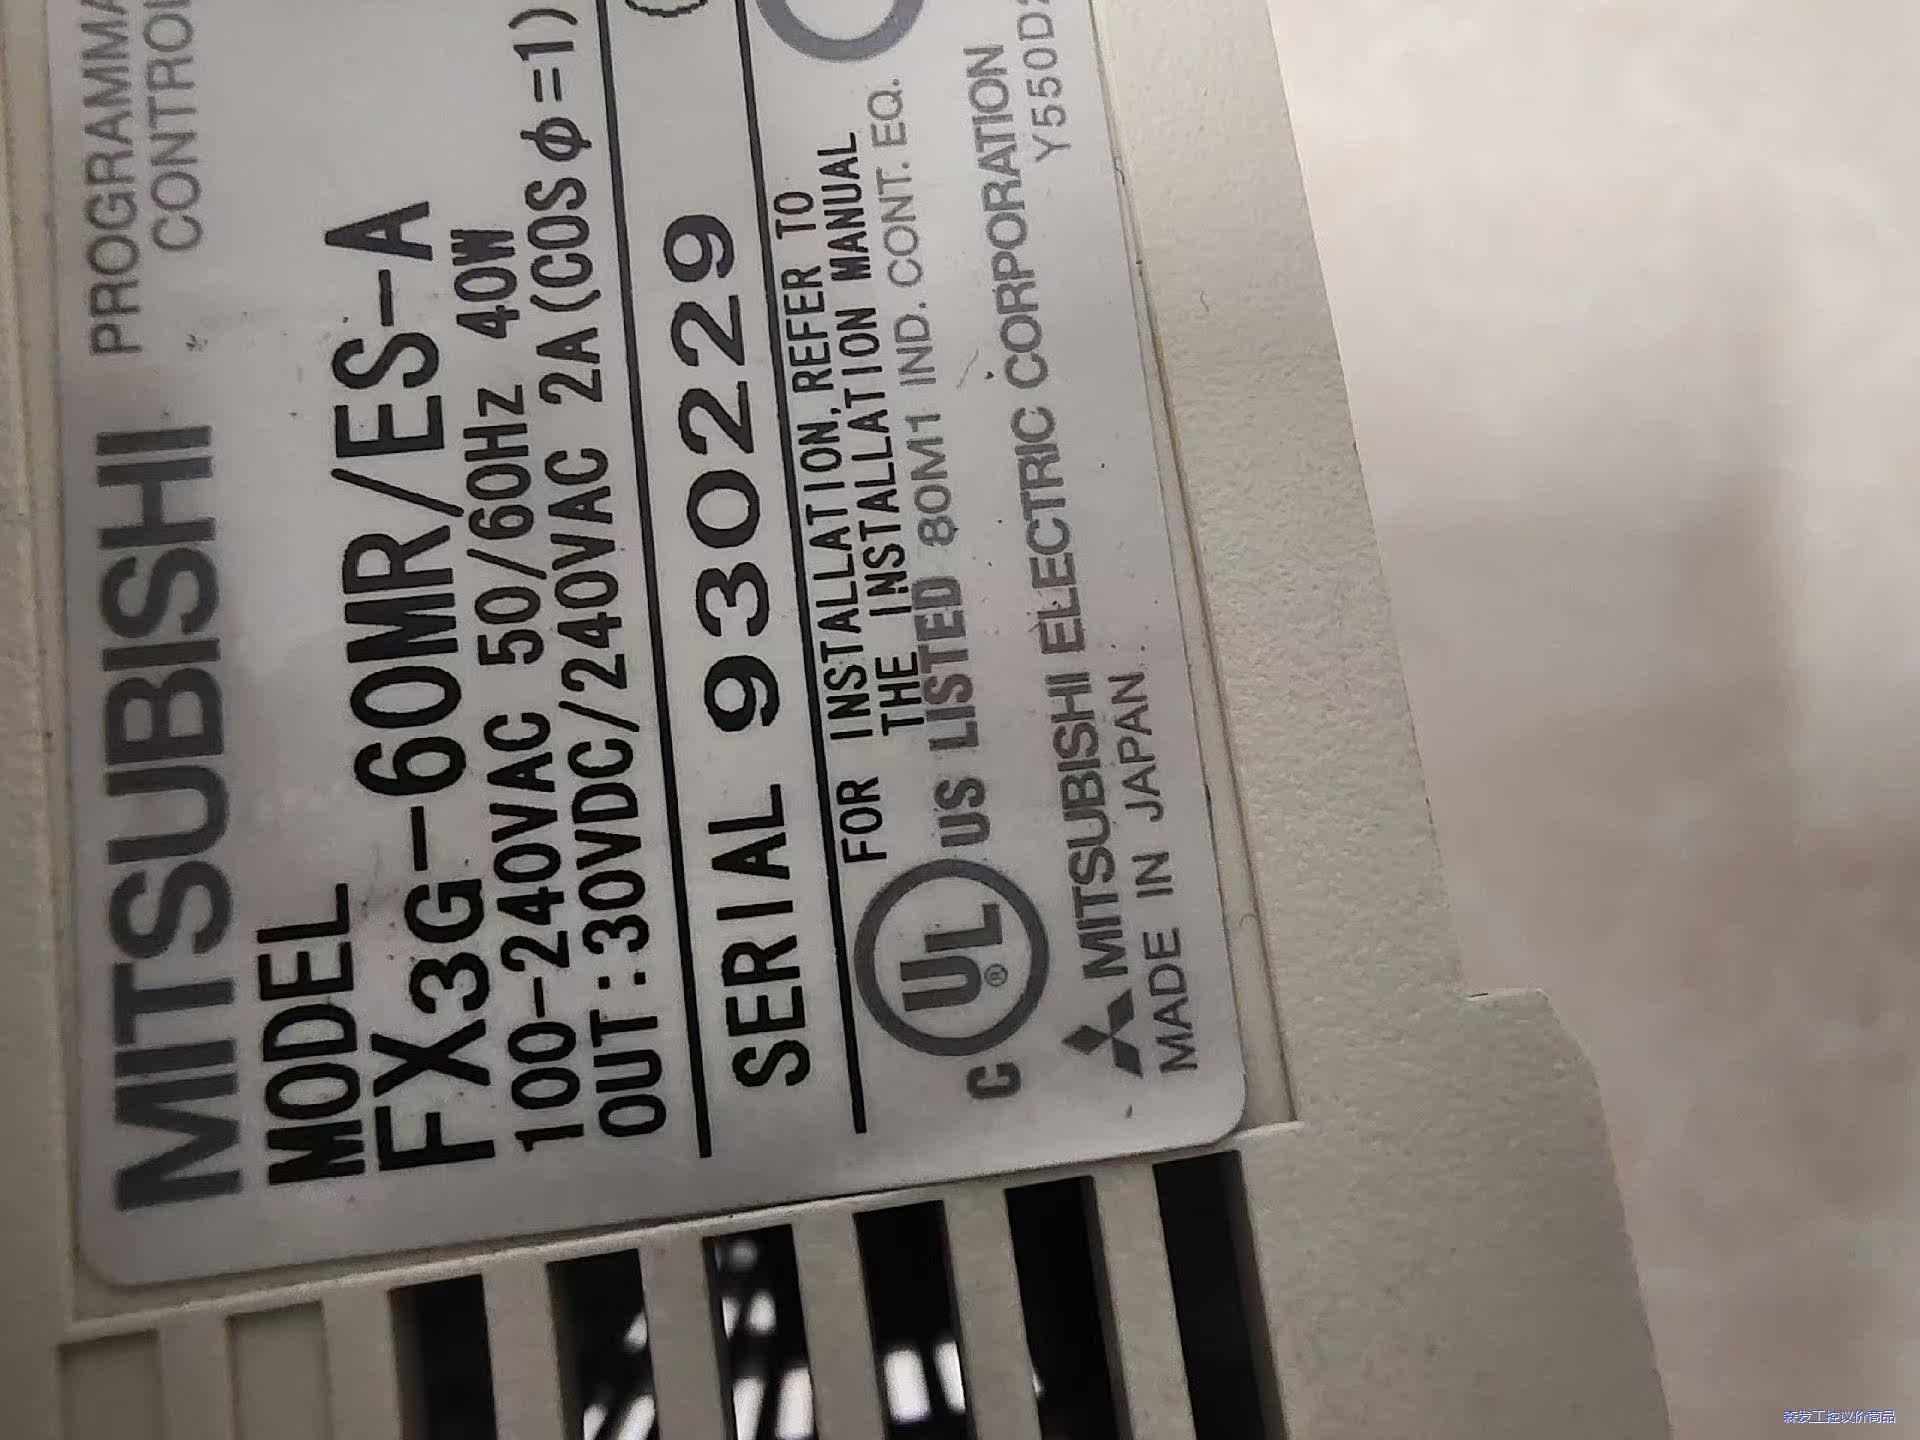 MITSUBISHI PROGRAMMA
CONTROL
MODEL
FX3G-60MR/ES-A
100-240VAC 50/60Hz 40W
OUT:30VDC/240VAC 2A(COSφ=1)
SERIAL 930229
FOR INSTALLATION,REFER TO
THE INSTALLATION MANUAL
C UL® US LISTED 80M1 IND. CONT. EQ.
MITSUBISHI ELECTRIC CORPORATION
MADE IN JAPAN Y550D
森发工控议价商品